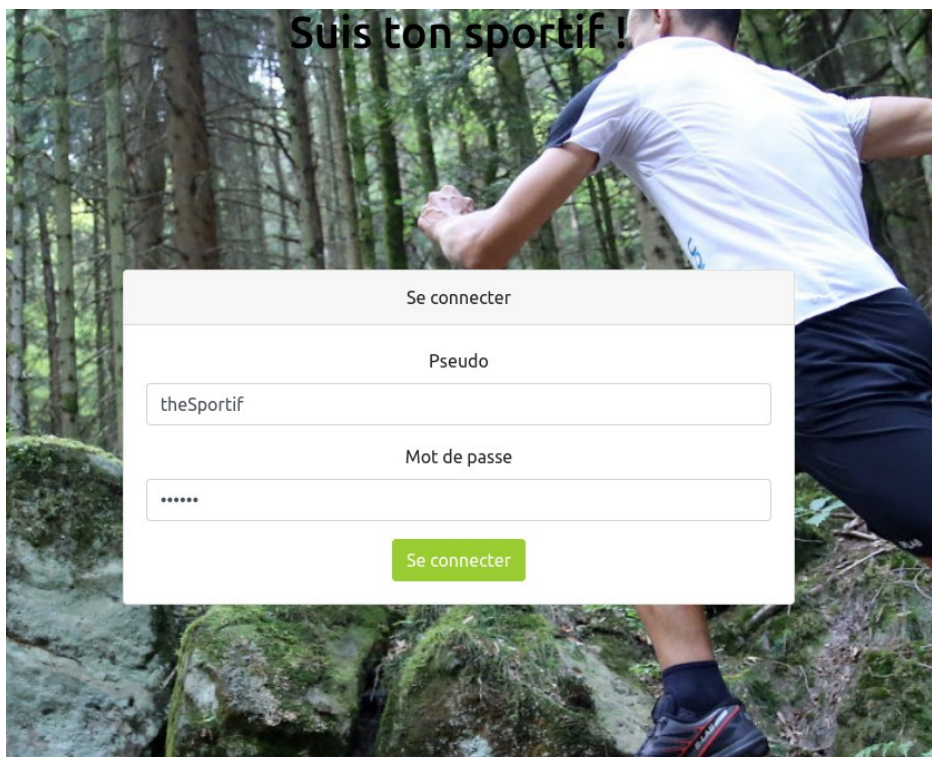 Suis ton sportif !
Se connecter
Pseudo
theSportif
Mot de passe
••••••
Se connecter